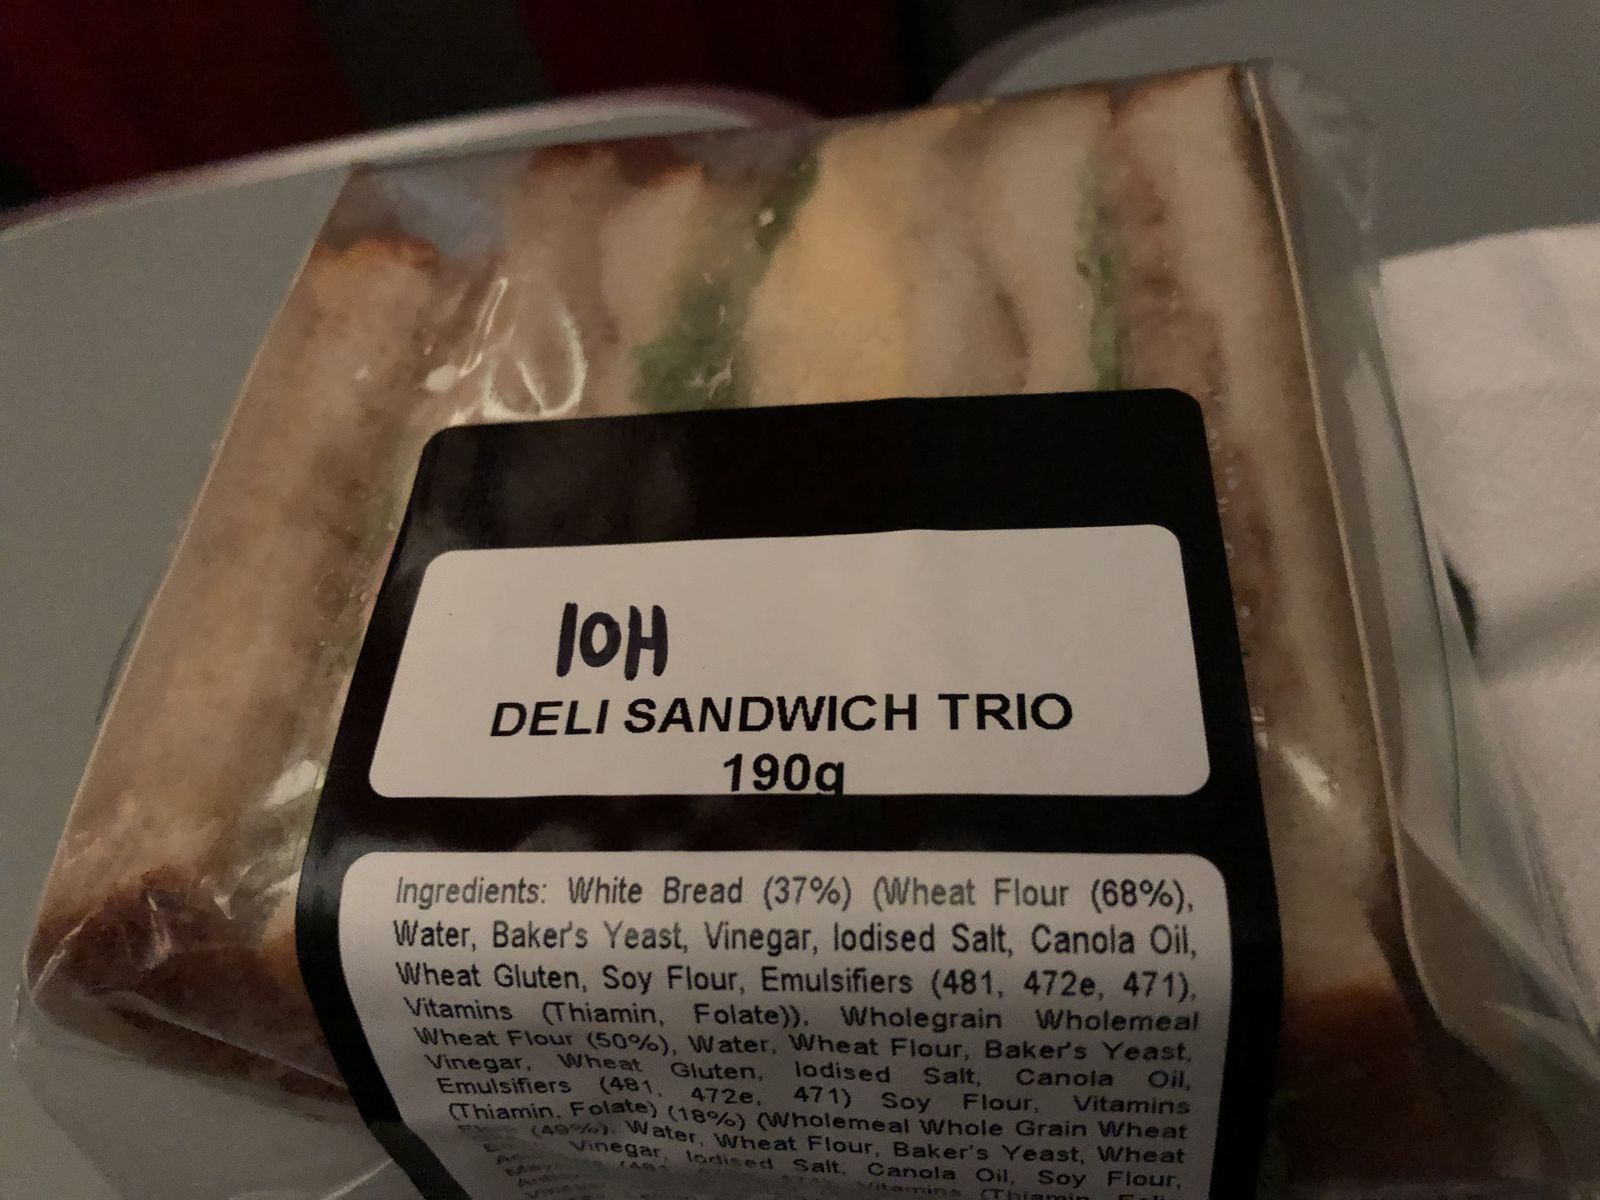 10H
DELI SANDWICH TRIO
190g
Ingredients: White Bread (37%) (Wheat Flour (68%),
Water, Baker's Yeast, Vinegar, Iodised Salt, Canola Oil,
Wheat Gluten, Soy Flour, Emulsifiers (481, 472e, 471),
Vitamins (Thiamin, Folate)), Wholegrain Wholemeal
Wheat Flour (50%), Water, Wheat Flour, Baker's Yeast,
Vinegar, Wheat Gluten, Iodised Salt, Canola Oil,
Emulsifiers (481, 472e, 471) Soy Flour, Vitamins
(Thiamin, Folate) (18%) (Wholemeal Whole Grain Wheat
(49%), Water, Wheat Flour, Baker's Yeast, Wheat
Vinegar, Iodised Salt, Canola Oil, Soy Flour,
Vitamins